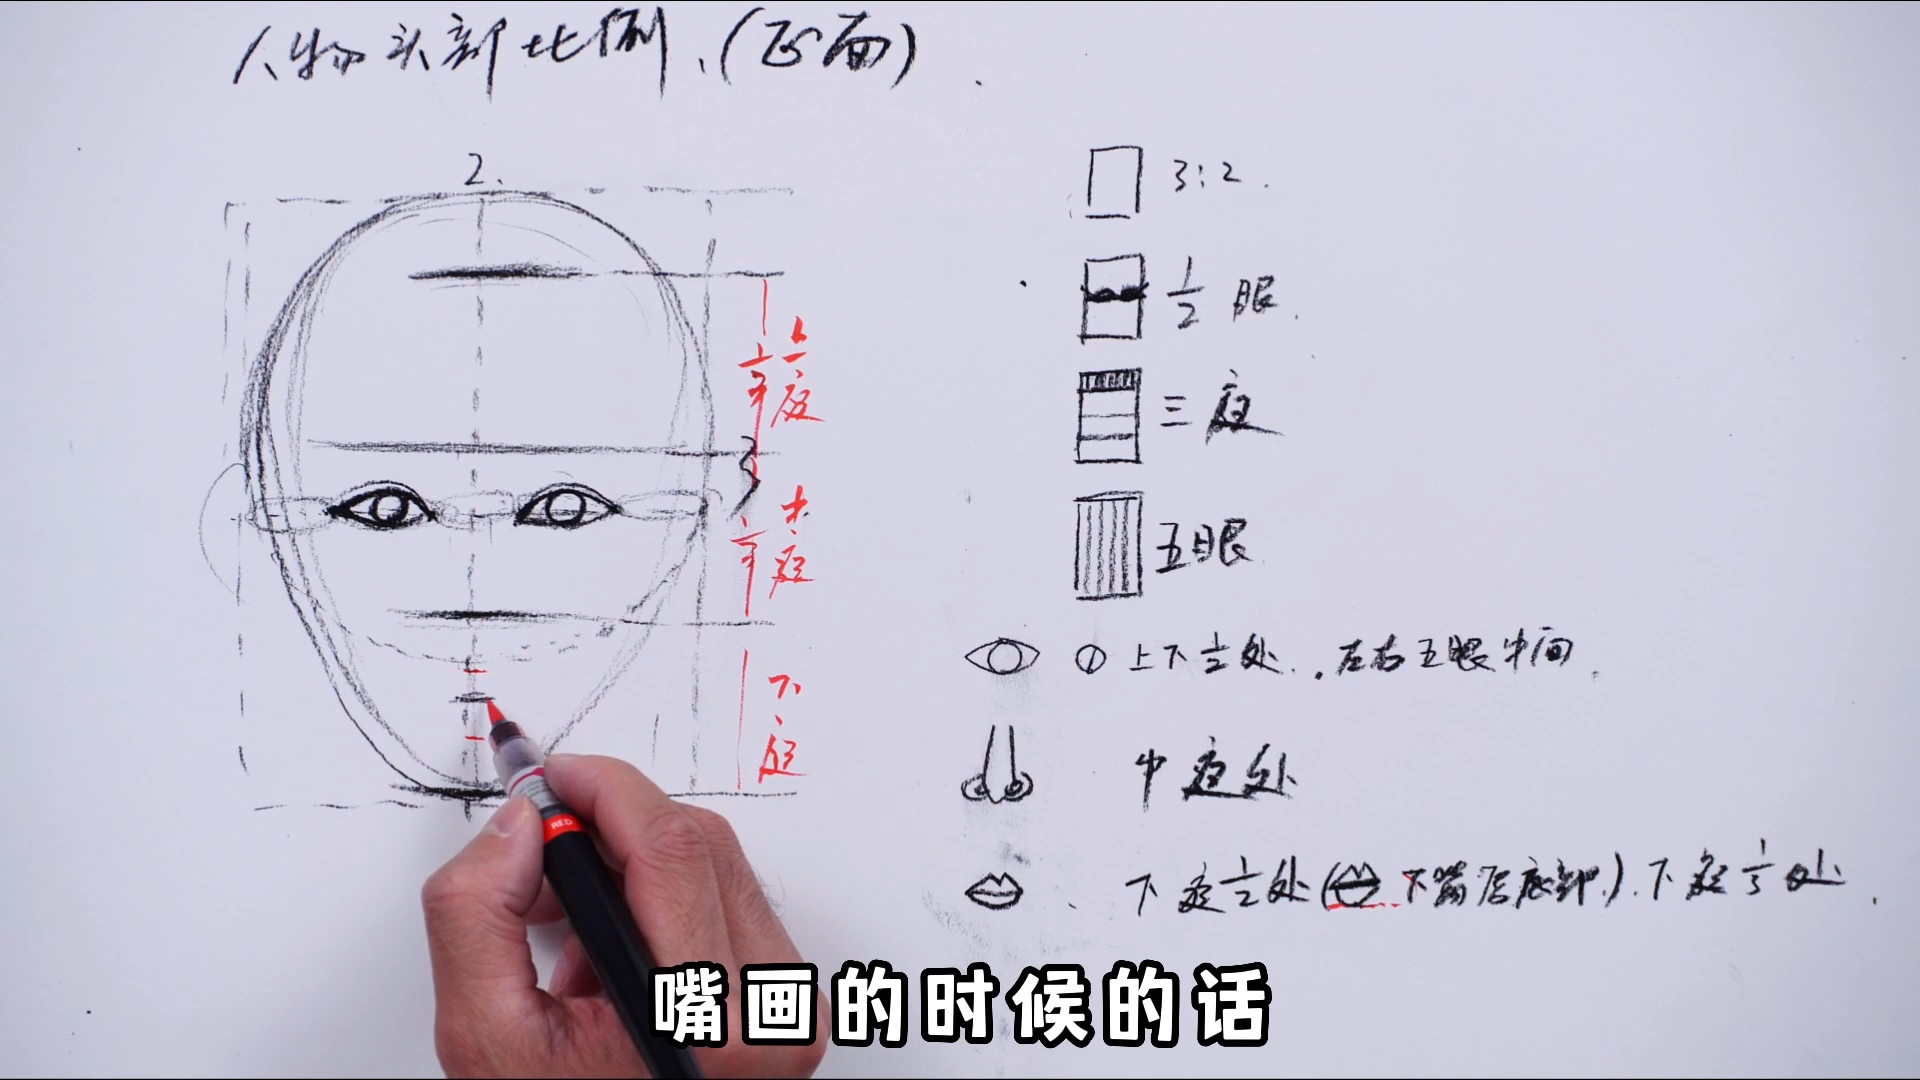 人物头部比例、(正面)
2.
3:2.
1/2 眼.
三庭
五眼
上庭
中庭
下庭
① 上下1/2处. 左右五眼中间.
中庭处
下庭1/2处(下嘴唇底部).下庭1/3处
RED
嘴画的时候的话